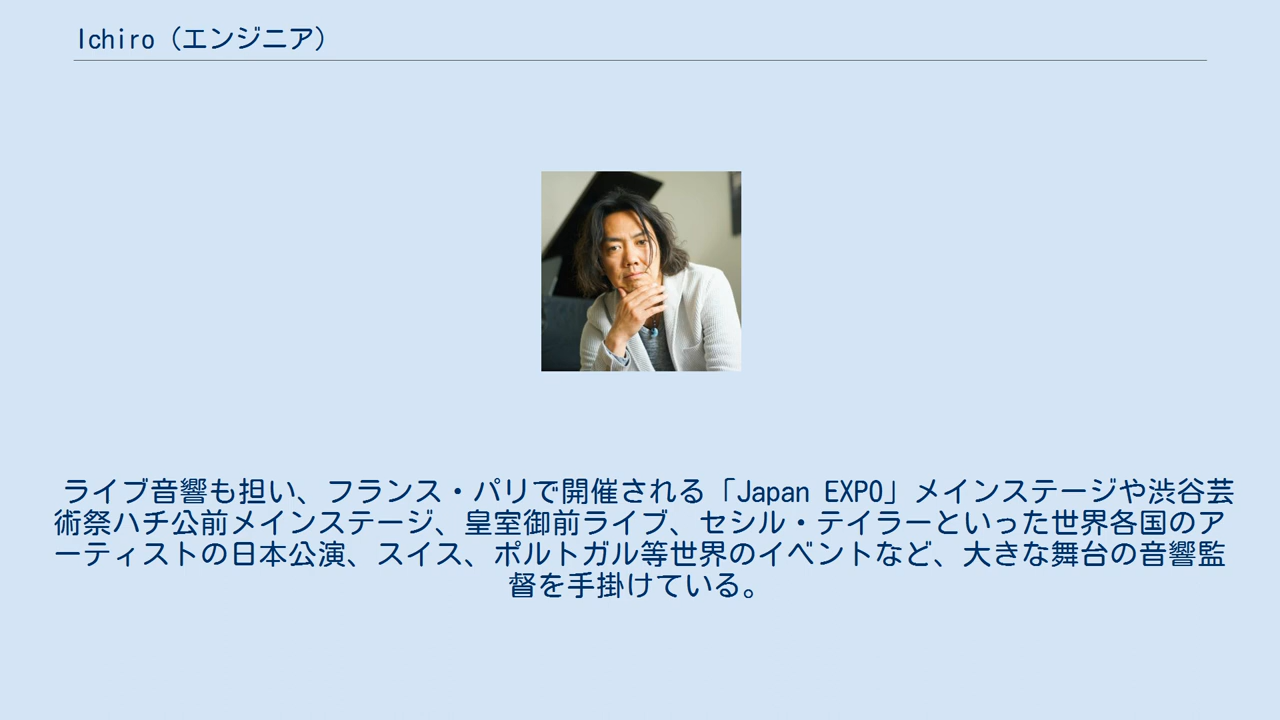 Ichiro（エンジニア）
ライブ音響も担い、フランス・パリで開催される「Japan EXPO」メインステージや渋谷芸
術祭ハチ公前メインステージ、皇室御前ライブ、セシル・テイラーといった世界各国のア
ーティストの日本公演、スイス、ポルトガル等世界のイベントなど、大きな舞台の音響監
督を手掛けている。